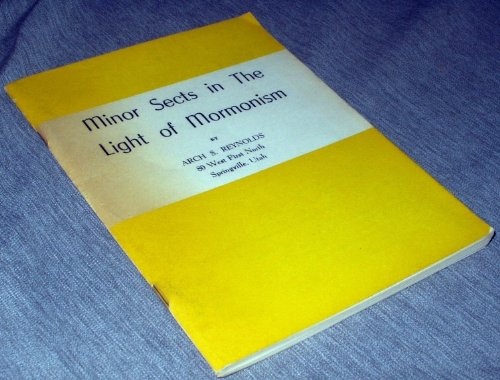 Minor Sects in The
Light of Mormonism
BY
ARCH S. REYNOLDS
80 West First North
Springville, Utah